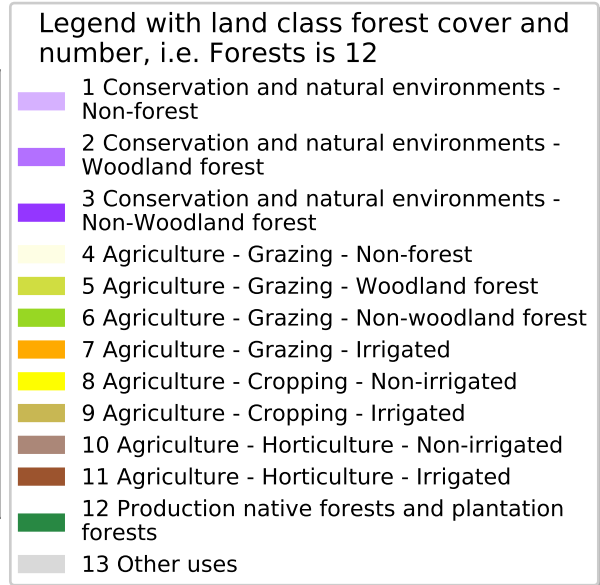 Legend with land class forest cover and
number, i.e. Forests is 12
1 Conservation and natural environments -
Non-forest
2 Conservation and natural environments -
Woodland forest
3 Conservation and natural environments -
Non-Woodland forest
4 Agriculture - Grazing - Non-forest
5 Agriculture - Grazing - Woodland forest
6 Agriculture - Grazing - Non-woodland forest
7 Agriculture - Grazing - Irrigated
8 Agriculture - Cropping - Non-irrigated
9 Agriculture - Cropping - Irrigated
10 Agriculture - Horticulture - Non-irrigated
11 Agriculture - Horticulture - Irrigated
12 Production native forests and plantation
forests
13 Other uses